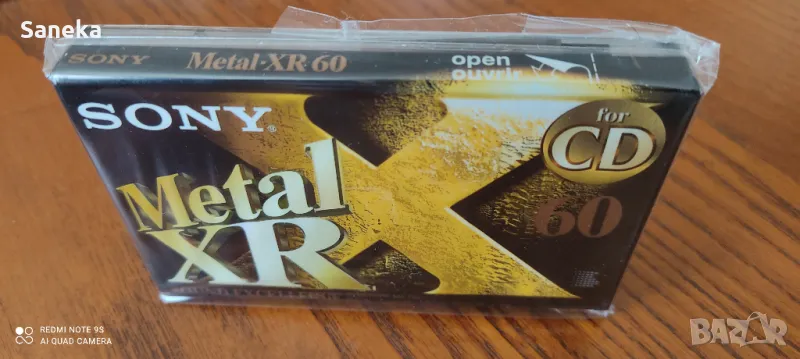 Saneka
SONY
Metal·XR 60
open
ouvrir
SONY
for
CD
Metal
XR
60
REDMI NOTE 9S
AI QUAD CAMERA
BAZAR
bg